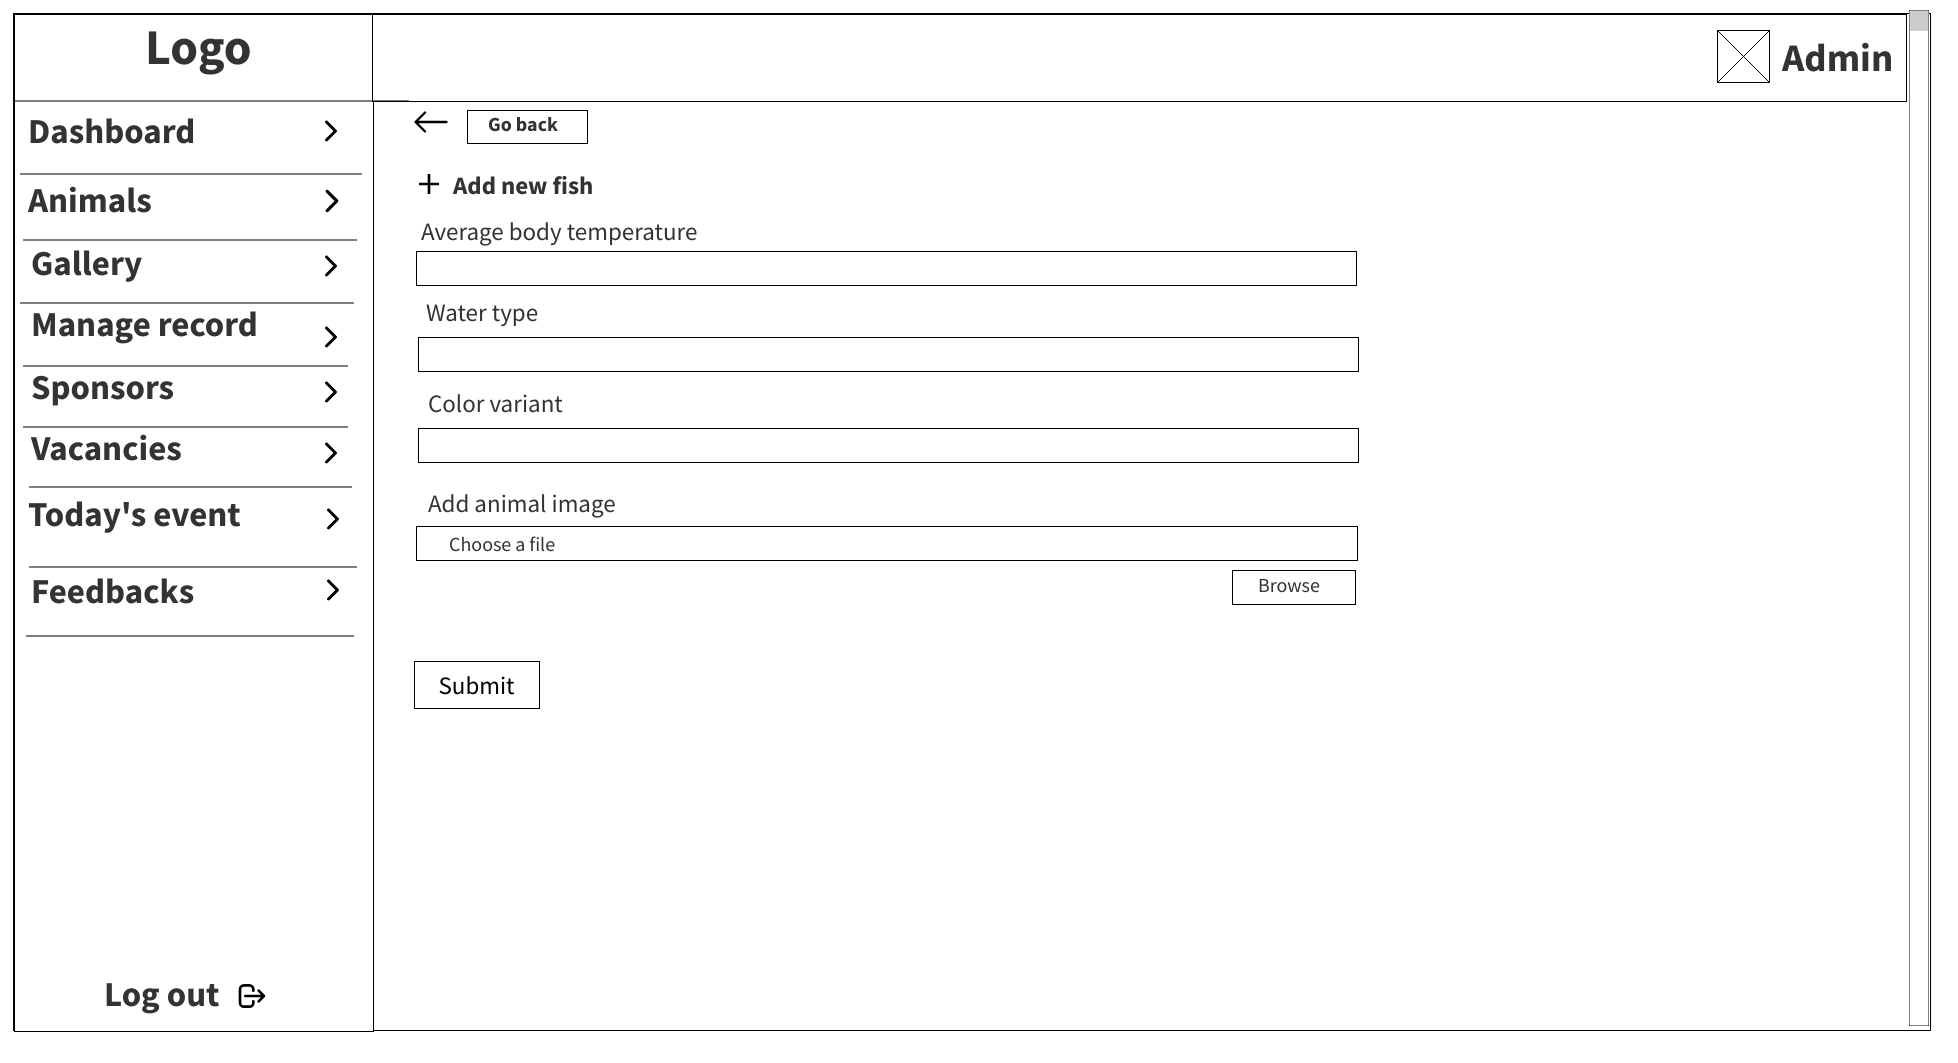 Logo
Admin
Dashboard
Animals
Gallery
Manage record
Sponsors
Vacancies
Today's event
Feedbacks
Log out
Go back
Add new fish
Average body temperature
Water type
Color variant
Add animal image
Choose a file
Browse
Submit